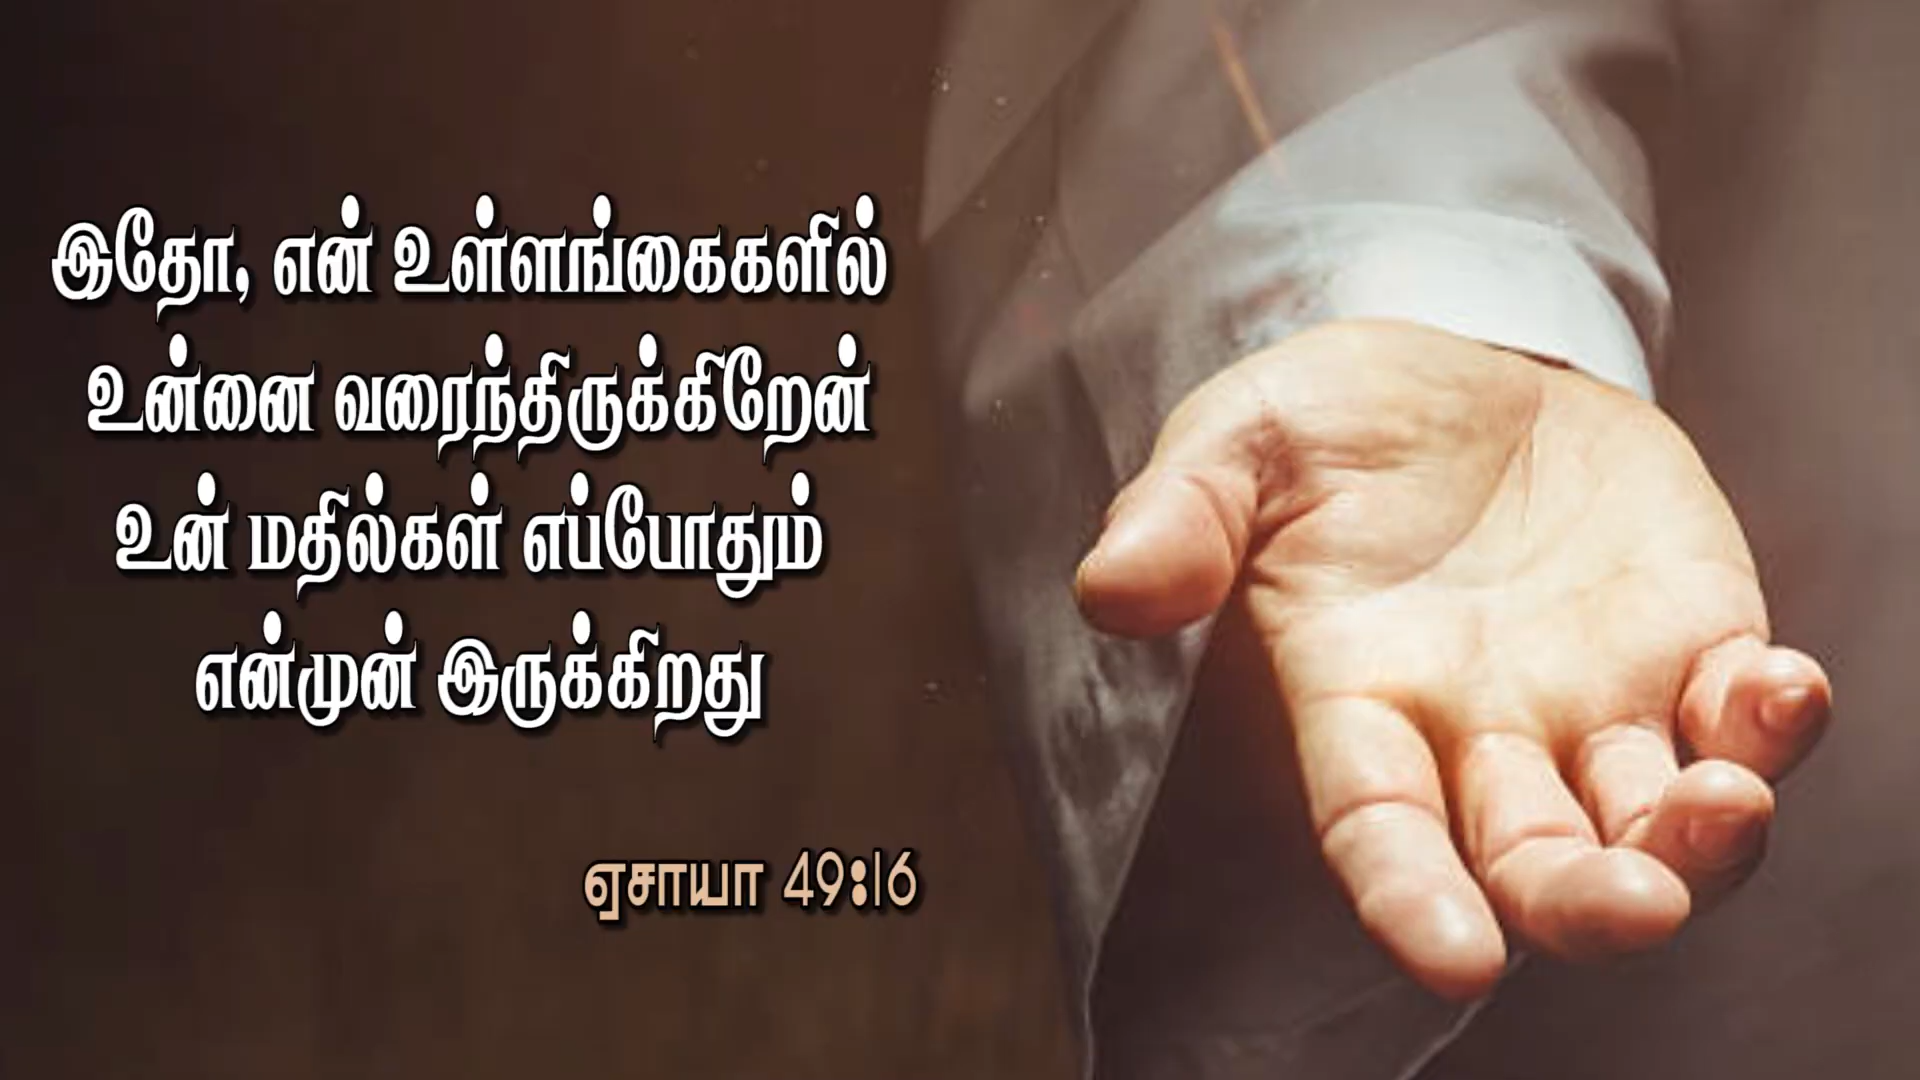 இதோ, என் உள்ளங்கைகளில்
உன்னை வரைந்திருக்கிறேன்
உன் மதில்கள் எப்போதும்
என்முன் இருக்கிறது
ஏசாயா 49:16